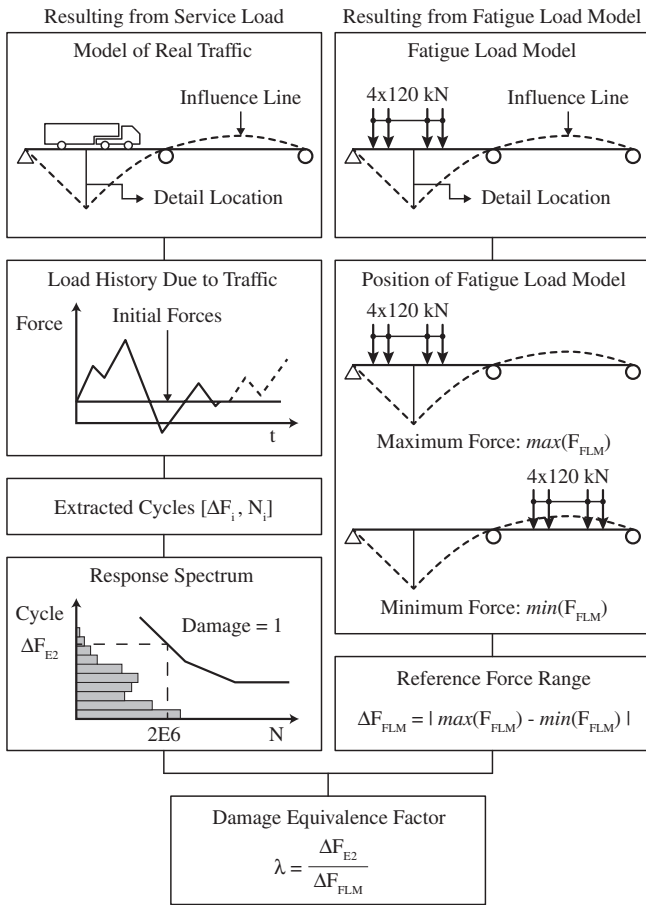 Resulting from Service Load
Model of Real Traffic
Influence Line
Detail Location
Load History Due to Traffic
Force
Initial Forces
t
Extracted Cycles [ΔF_i, N_i]
Response Spectrum
Cycle
ΔF_E2
Damage = 1
2E6
N
Resulting from Fatigue Load Model
Fatigue Load Model
4x120 kN
Influence Line
Detail Location
Position of Fatigue Load Model
4x120 kN
Maximum Force: max(F_FLM)
4x120 kN
Minimum Force: min(F_FLM)
Reference Force Range
ΔF_FLM = | max(F_FLM) - min(F_FLM) |
Damage Equivalence Factor
λ = ΔF_E2 / ΔF_FLM